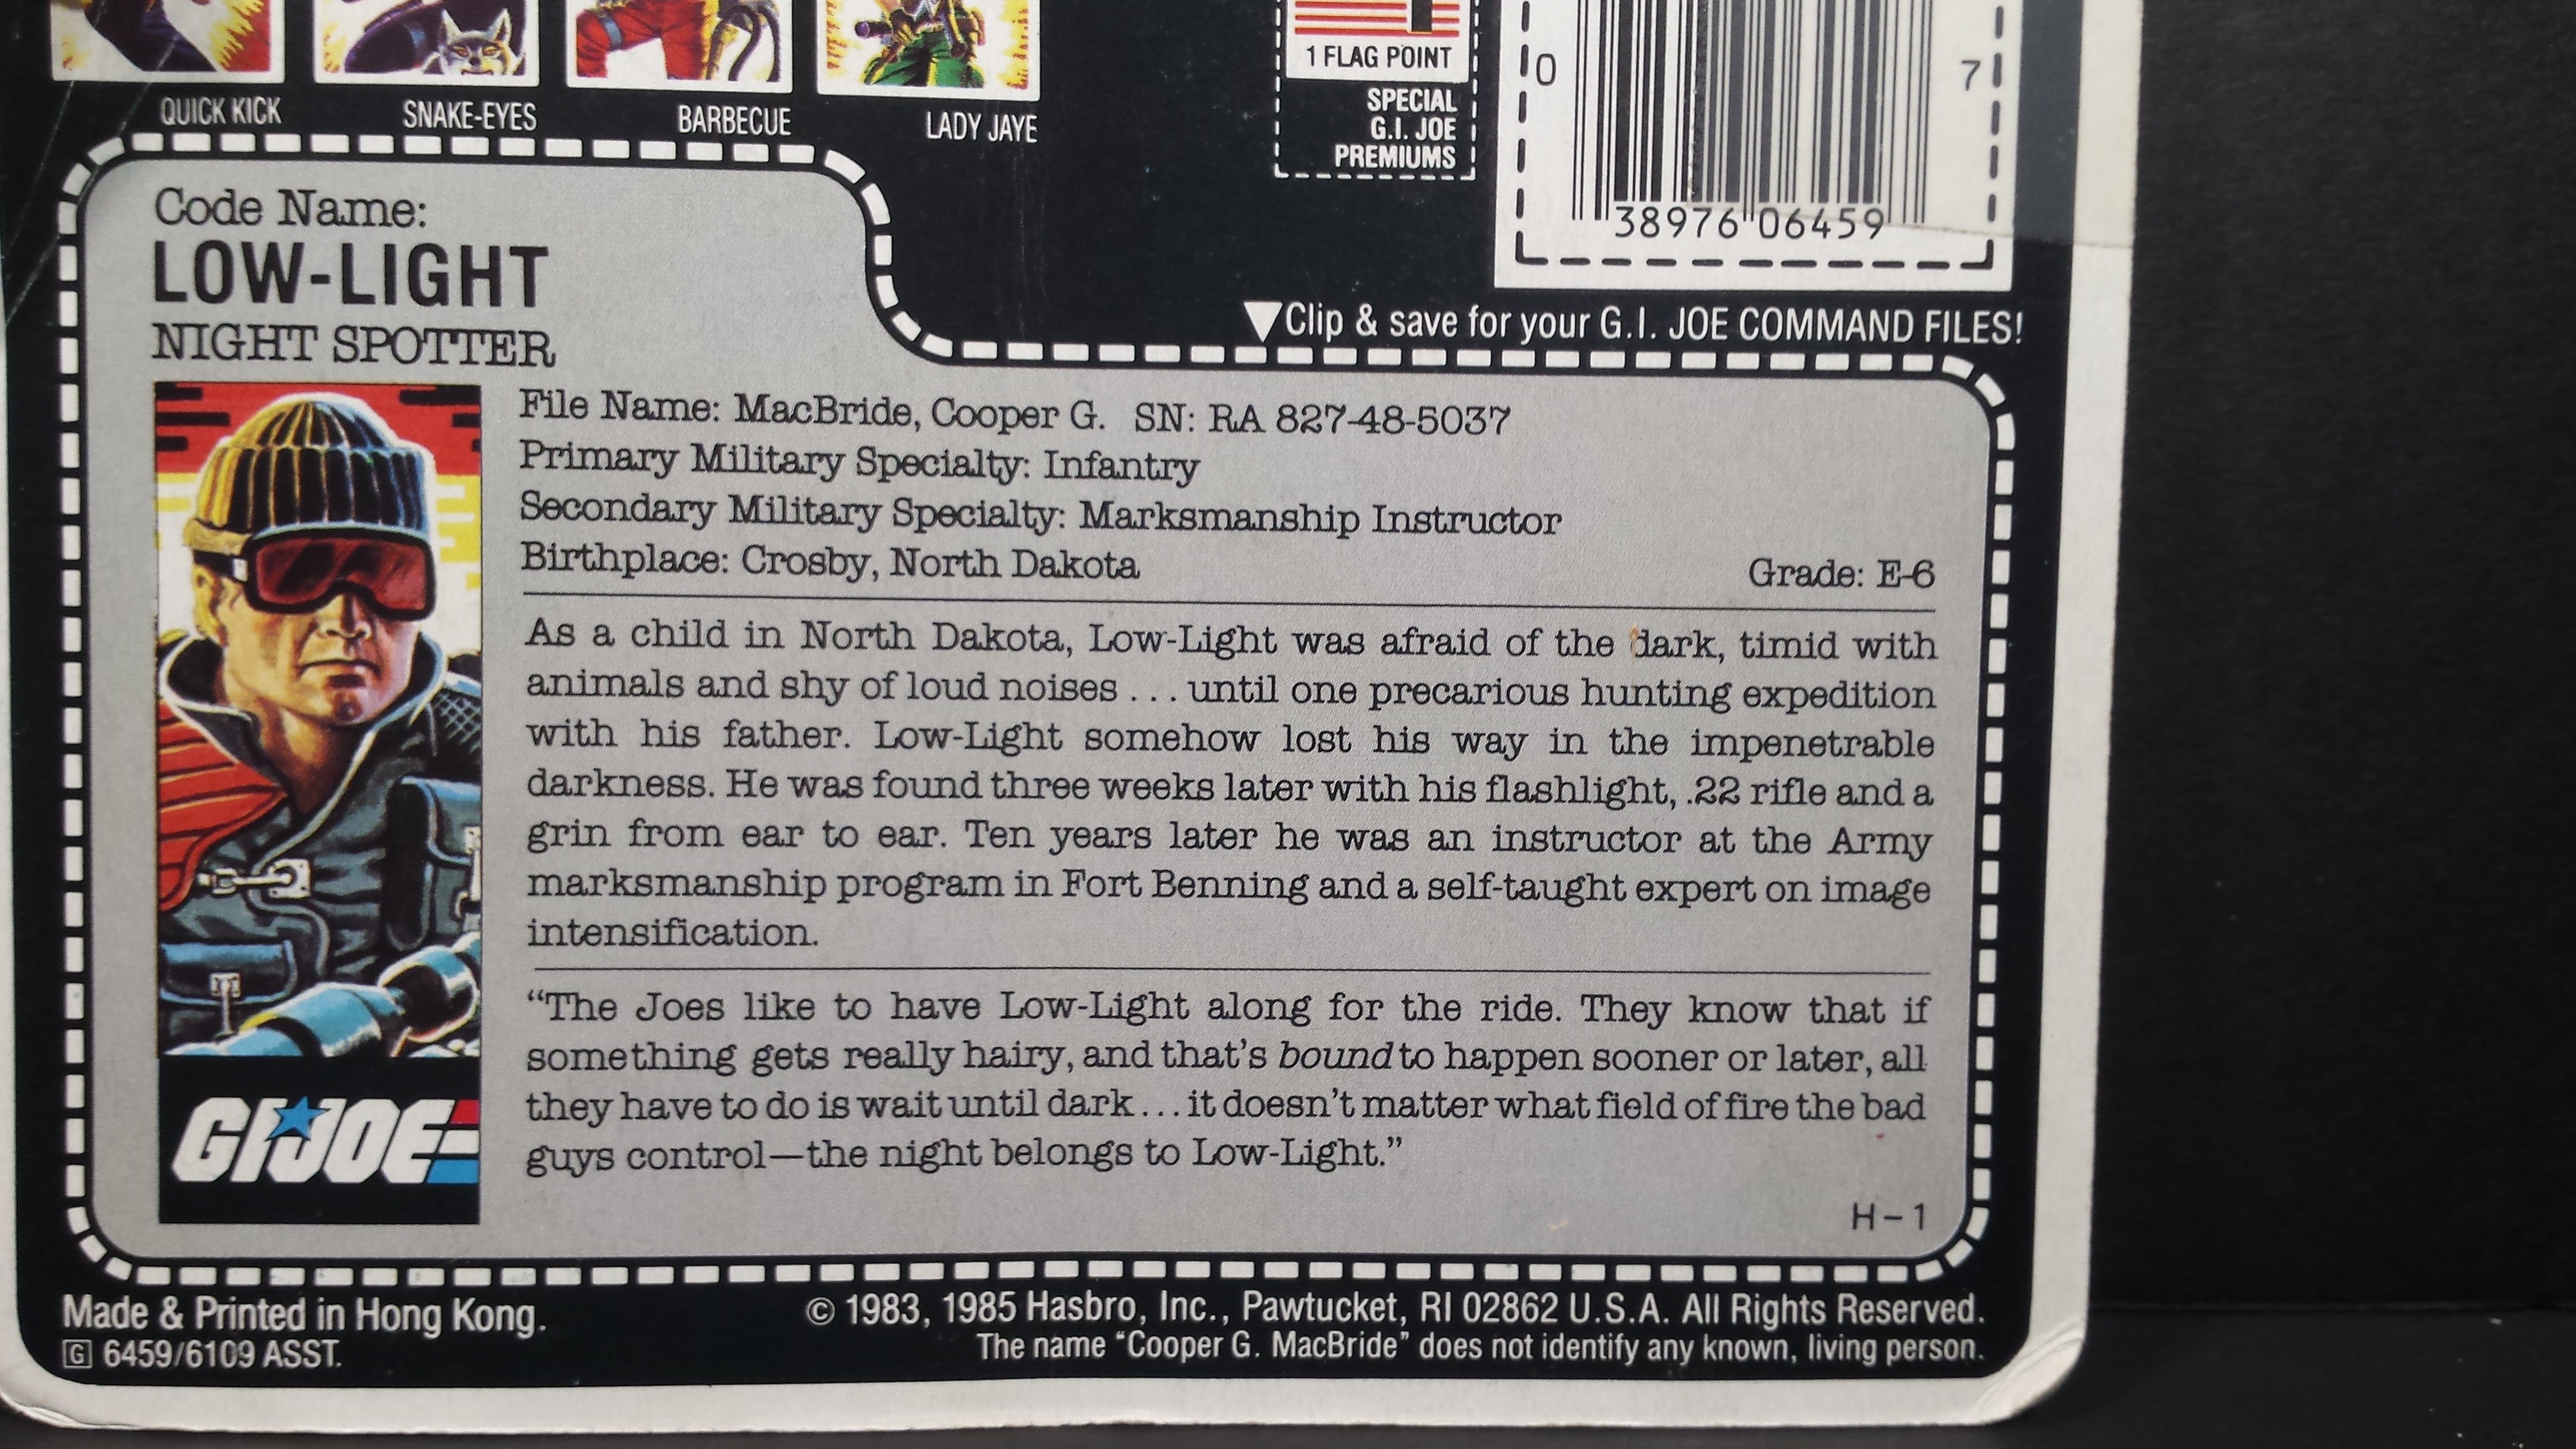 QUICK KICK
SNAKE-EYES
BARBECUE
LADY JAYE
1 FLAG POINT
SPECIAL
G.I. JOE
PREMIUMS
0
7
38976 06459
▼Clip & save for your G.I. JOE COMMAND FILES!
Code Name:
LOW-LIGHT
NIGHT SPOTTER
File Name: MacBride, Cooper G. SN: RA 827-48-5037
Primary Military Specialty: Infantry
Secondary Military Specialty: Marksmanship Instructor
Birthplace: Crosby, North Dakota Grade: E-6
As a child in North Dakota, Low-Light was afraid of the dark, timid with
animals and shy of loud noises . . . until one precarious hunting expedition
with his father. Low-Light somehow lost his way in the impenetrable
darkness. He was found three weeks later with his flashlight, .22 rifle and a
grin from ear to ear. Ten years later he was an instructor at the Army
marksmanship program in Fort Benning and a self-taught expert on image
intensification.
“The Joes like to have Low-Light along for the ride. They know that if
something gets really hairy, and that’s bound to happen sooner or later, all
they have to do is wait until dark . . . it doesn’t matter what field of fire the bad
guys control—the night belongs to Low-Light.”
GI JOE
H-1
Made & Printed in Hong Kong.
G 6459/6109 ASST.
© 1983, 1985 Hasbro, Inc., Pawtucket, RI 02862 U.S.A. All Rights Reserved.
The name “Cooper G. MacBride” does not identify any known, living person.